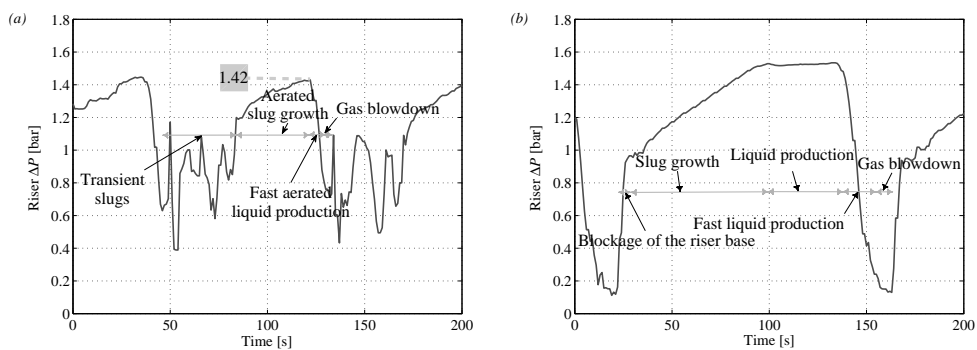 (a)
1.8
1.6
1.4
1.2
1
0.8
0.6
0.4
0.2
0
Riser ΔP [bar]
1.42
Aerated
slug growth
Gas blowdown
Transient
slugs
Fast aerated
liquid production
0 50 100 150 200
Time [s]
(b)
1.8
1.6
1.4
1.2
1
0.8
0.6
0.4
0.2
0
Riser ΔP [bar]
Slug growth
Liquid production
Gas blowdown
Fast liquid production
Blockage of the riser base
0 50 100 150 200
Time [s]